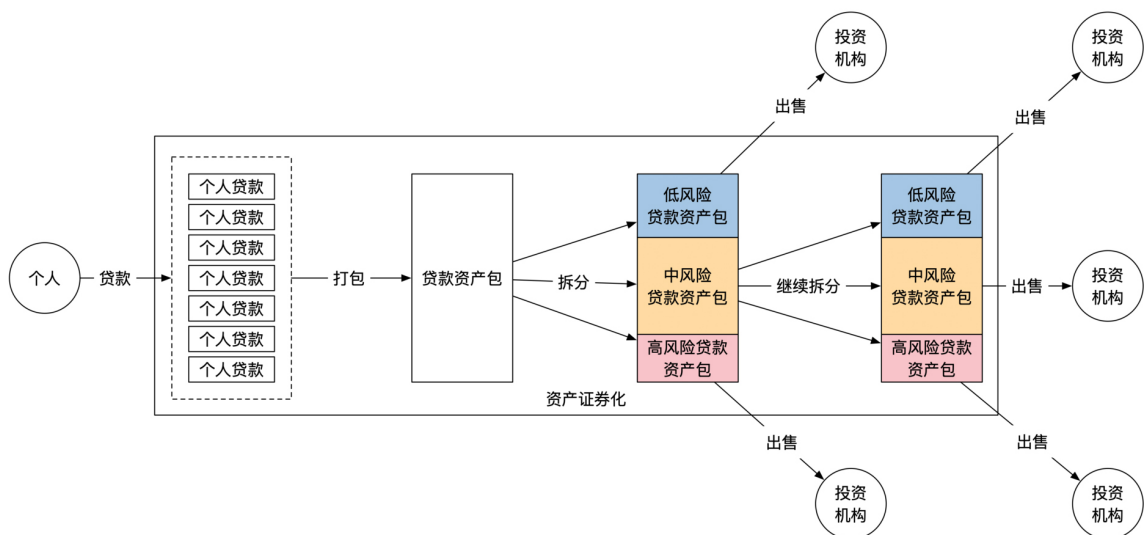 投资
机构
投资
机构
出售
出售
个人贷款
个人贷款
个人贷款
个人贷款
个人贷款
个人贷款
个人贷款
个人
贷款
打包
贷款资产包
拆分
低风险
贷款资产包
中风险
贷款资产包
高风险贷款
资产包
继续拆分
低风险
贷款资产包
中风险
贷款资产包
高风险贷款
资产包
出售
投资
机构
资产证券化
出售
出售
投资
机构
投资
机构